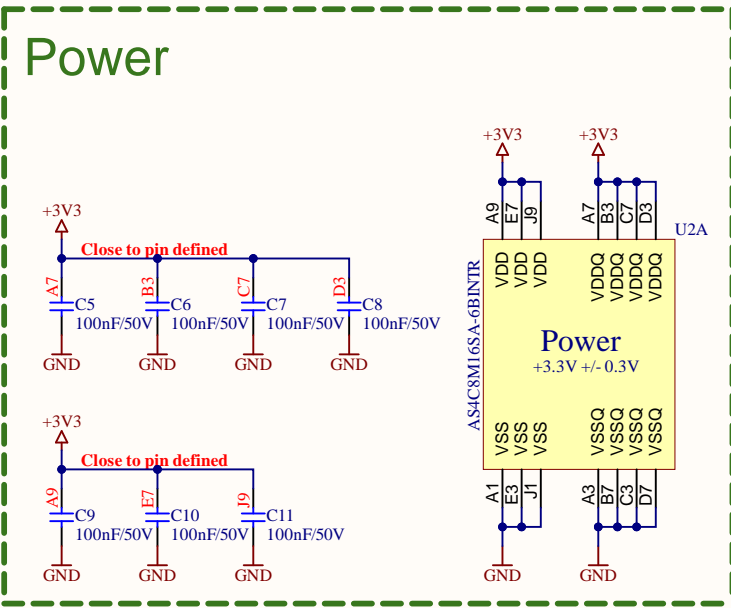 Power
+3V3
Close to pin defined
A7 B3 C7 D3
C5 C6 C7 C8
100nF/50V 100nF/50V 100nF/50V 100nF/50V
GND GND GND GND
+3V3
Close to pin defined
A9 E7 J9
C9 C10 C11
100nF/50V 100nF/50V 100nF/50V
GND GND GND
+3V3 +3V3
A9 E7 J9 A7 B3 C7 D3
U2A
VDD VDD VDD VDDQ VDDQ VDDQ VDDQ
AS4C8M16SA-6BINTR
Power
+3.3V +/- 0.3V
VSS VSS VSS VSSQ VSSQ VSSQ VSSQ
A1 E3 J1 A3 B7 C3 D7
GND GND